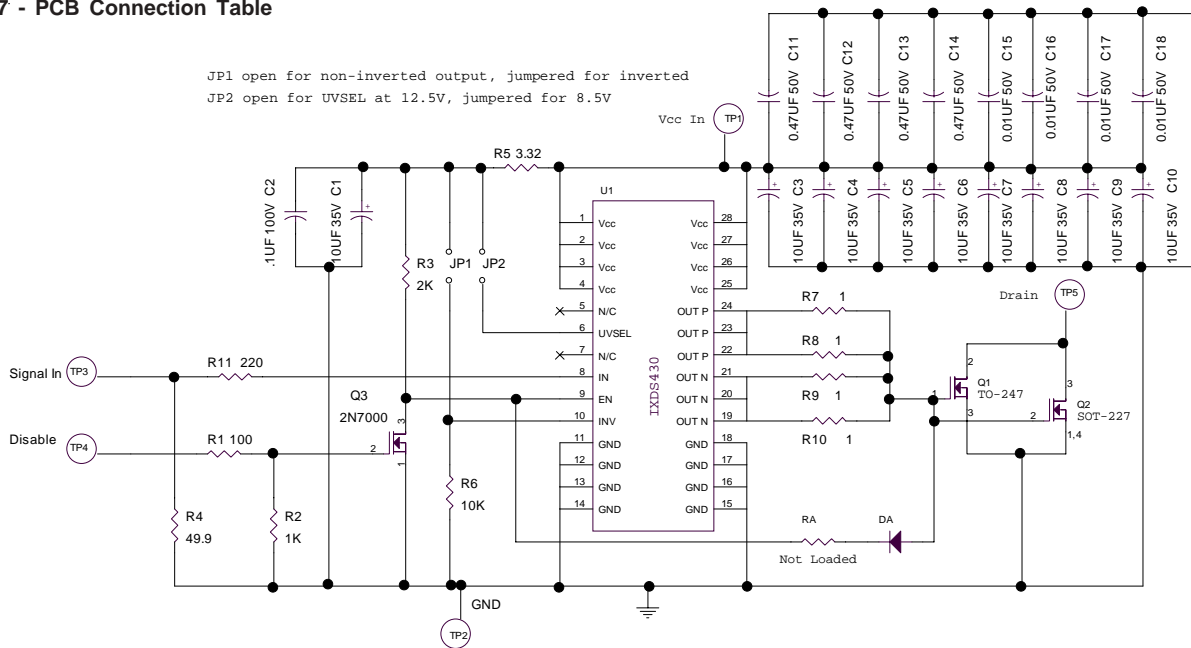 7 - PCB Connection Table
JP1 open for non-inverted output, jumpered for inverted
JP2 open for UVSEL at 12.5V, jumpered for 8.5V
Vcc In
TP1
0.47UF 50V C11
0.47UF 50V C12
0.47UF 50V C13
0.47UF 50V C14
0.01UF 50V C15
0.01UF 50V C16
0.01UF 50V C17
0.01UF 50V C18
10UF 35V C3
10UF 35V C4
10UF 35V C5
10UF 35V C6
10UF 35V C7
10UF 35V C8
10UF 35V C9
10UF 35V C10
.1UF 100V C2
10UF 35V C1
R5 3.32
R3
2K
JP1
JP2
U1
IXDS430
1 Vcc
2 Vcc
3 Vcc
4 Vcc
5 N/C
6 UVSEL
7 N/C
8 IN
9 EN
10 INV
11 GND
12 GND
13 GND
14 GND
Vcc 28
Vcc 27
Vcc 26
Vcc 25
OUT P 24
OUT P 23
OUT P 22
OUT N 21
OUT N 20
OUT N 19
GND 18
GND 17
GND 16
GND 15
R7 1
R8 1
R9 1
R10 1
Drain
TP5
2
Q1
TO-247
1
3
3
Q2
SOT-227
2
1,4
Signal In
TP3
R11 220
Q3
2N7000
3
2
1
Disable
TP4
R1 100
R4
49.9
R2
1K
R6
10K
RA
DA
Not Loaded
GND
TP2